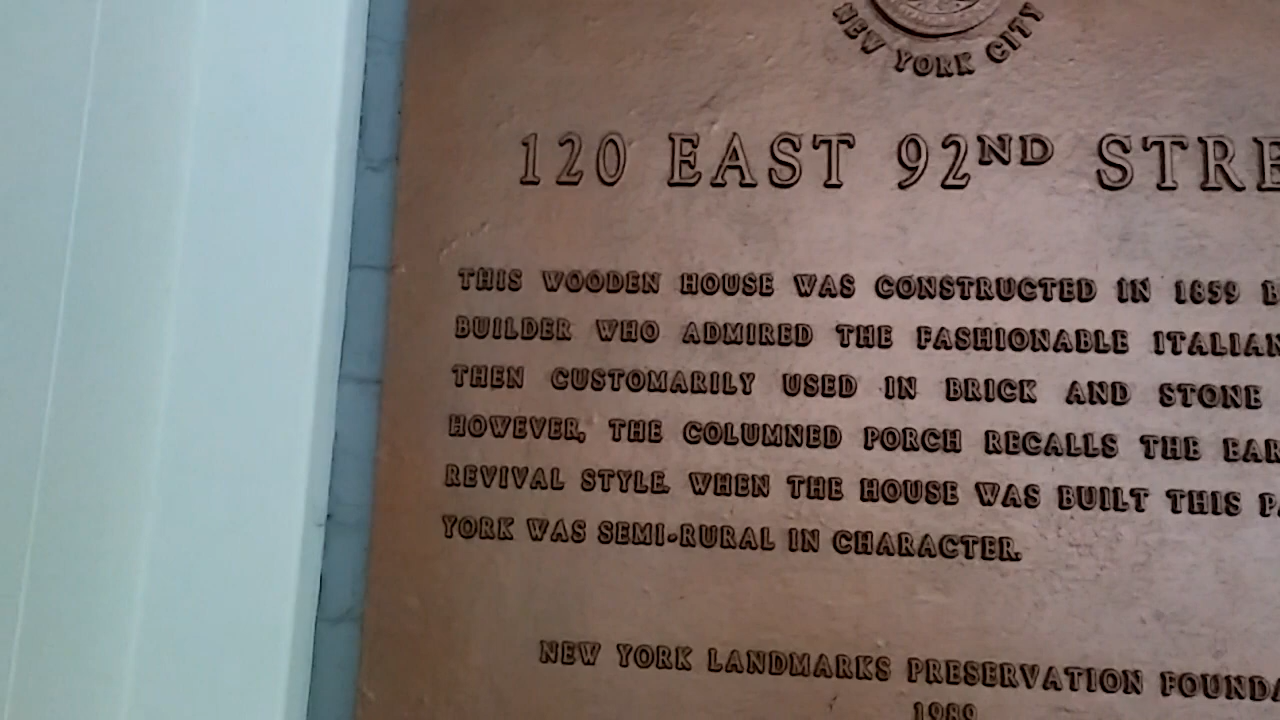 NEW YORK CITY
120 EAST 92ND STRE
THIS WOODEN HOUSE WAS CONSTRUCTED IN 1859 B
BUILDER WHO ADMIRED THE FASHIONABLE ITALIAN
THEN CUSTOMARILY USED IN BRICK AND STONE
HOWEVER, THE COLUMNED PORCH RECALLS THE EAR
REVIVAL STYLE. WHEN THE HOUSE WAS BUILT THIS PA
YORK WAS SEMI-RURAL IN CHARACTER.
NEW YORK LANDMARKS PRESERVATION FOUNDA
1989